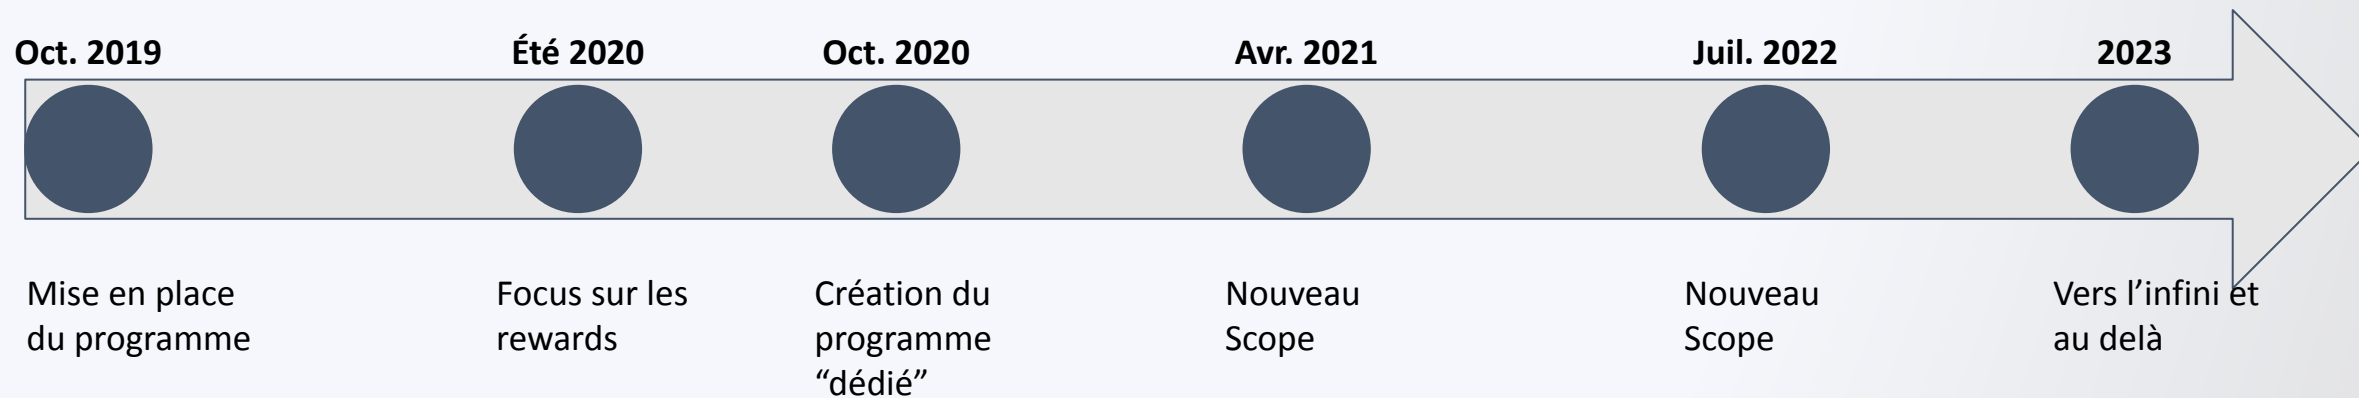 Oct. 2019
Été 2020
Oct. 2020
Avr. 2021
Juil. 2022
2023
Mise en place
du programme
Focus sur les
rewards
Création du
programme
“dédié”
Nouveau
Scope
Nouveau
Scope
Vers l’infini et
au delà